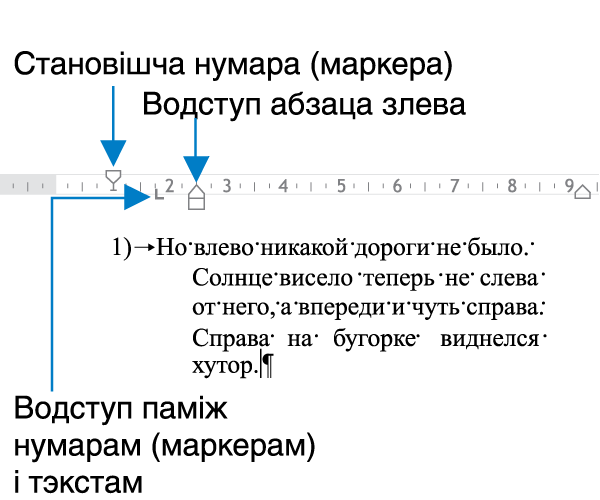 Становішча нумара (маркера)
Водступ абзаца злева
2 3 4 5 6 7 8 9
1)→Но·влево·никакой·дороги·не·было.·
Солнце·висело·теперь·не·слева·
от·него,·а·впереди·и·чуть·справа.·
Справа·на·бугорке·виднелся·
хутор.¶
Водступ паміж
нумарам (маркерам)
і тэкстам